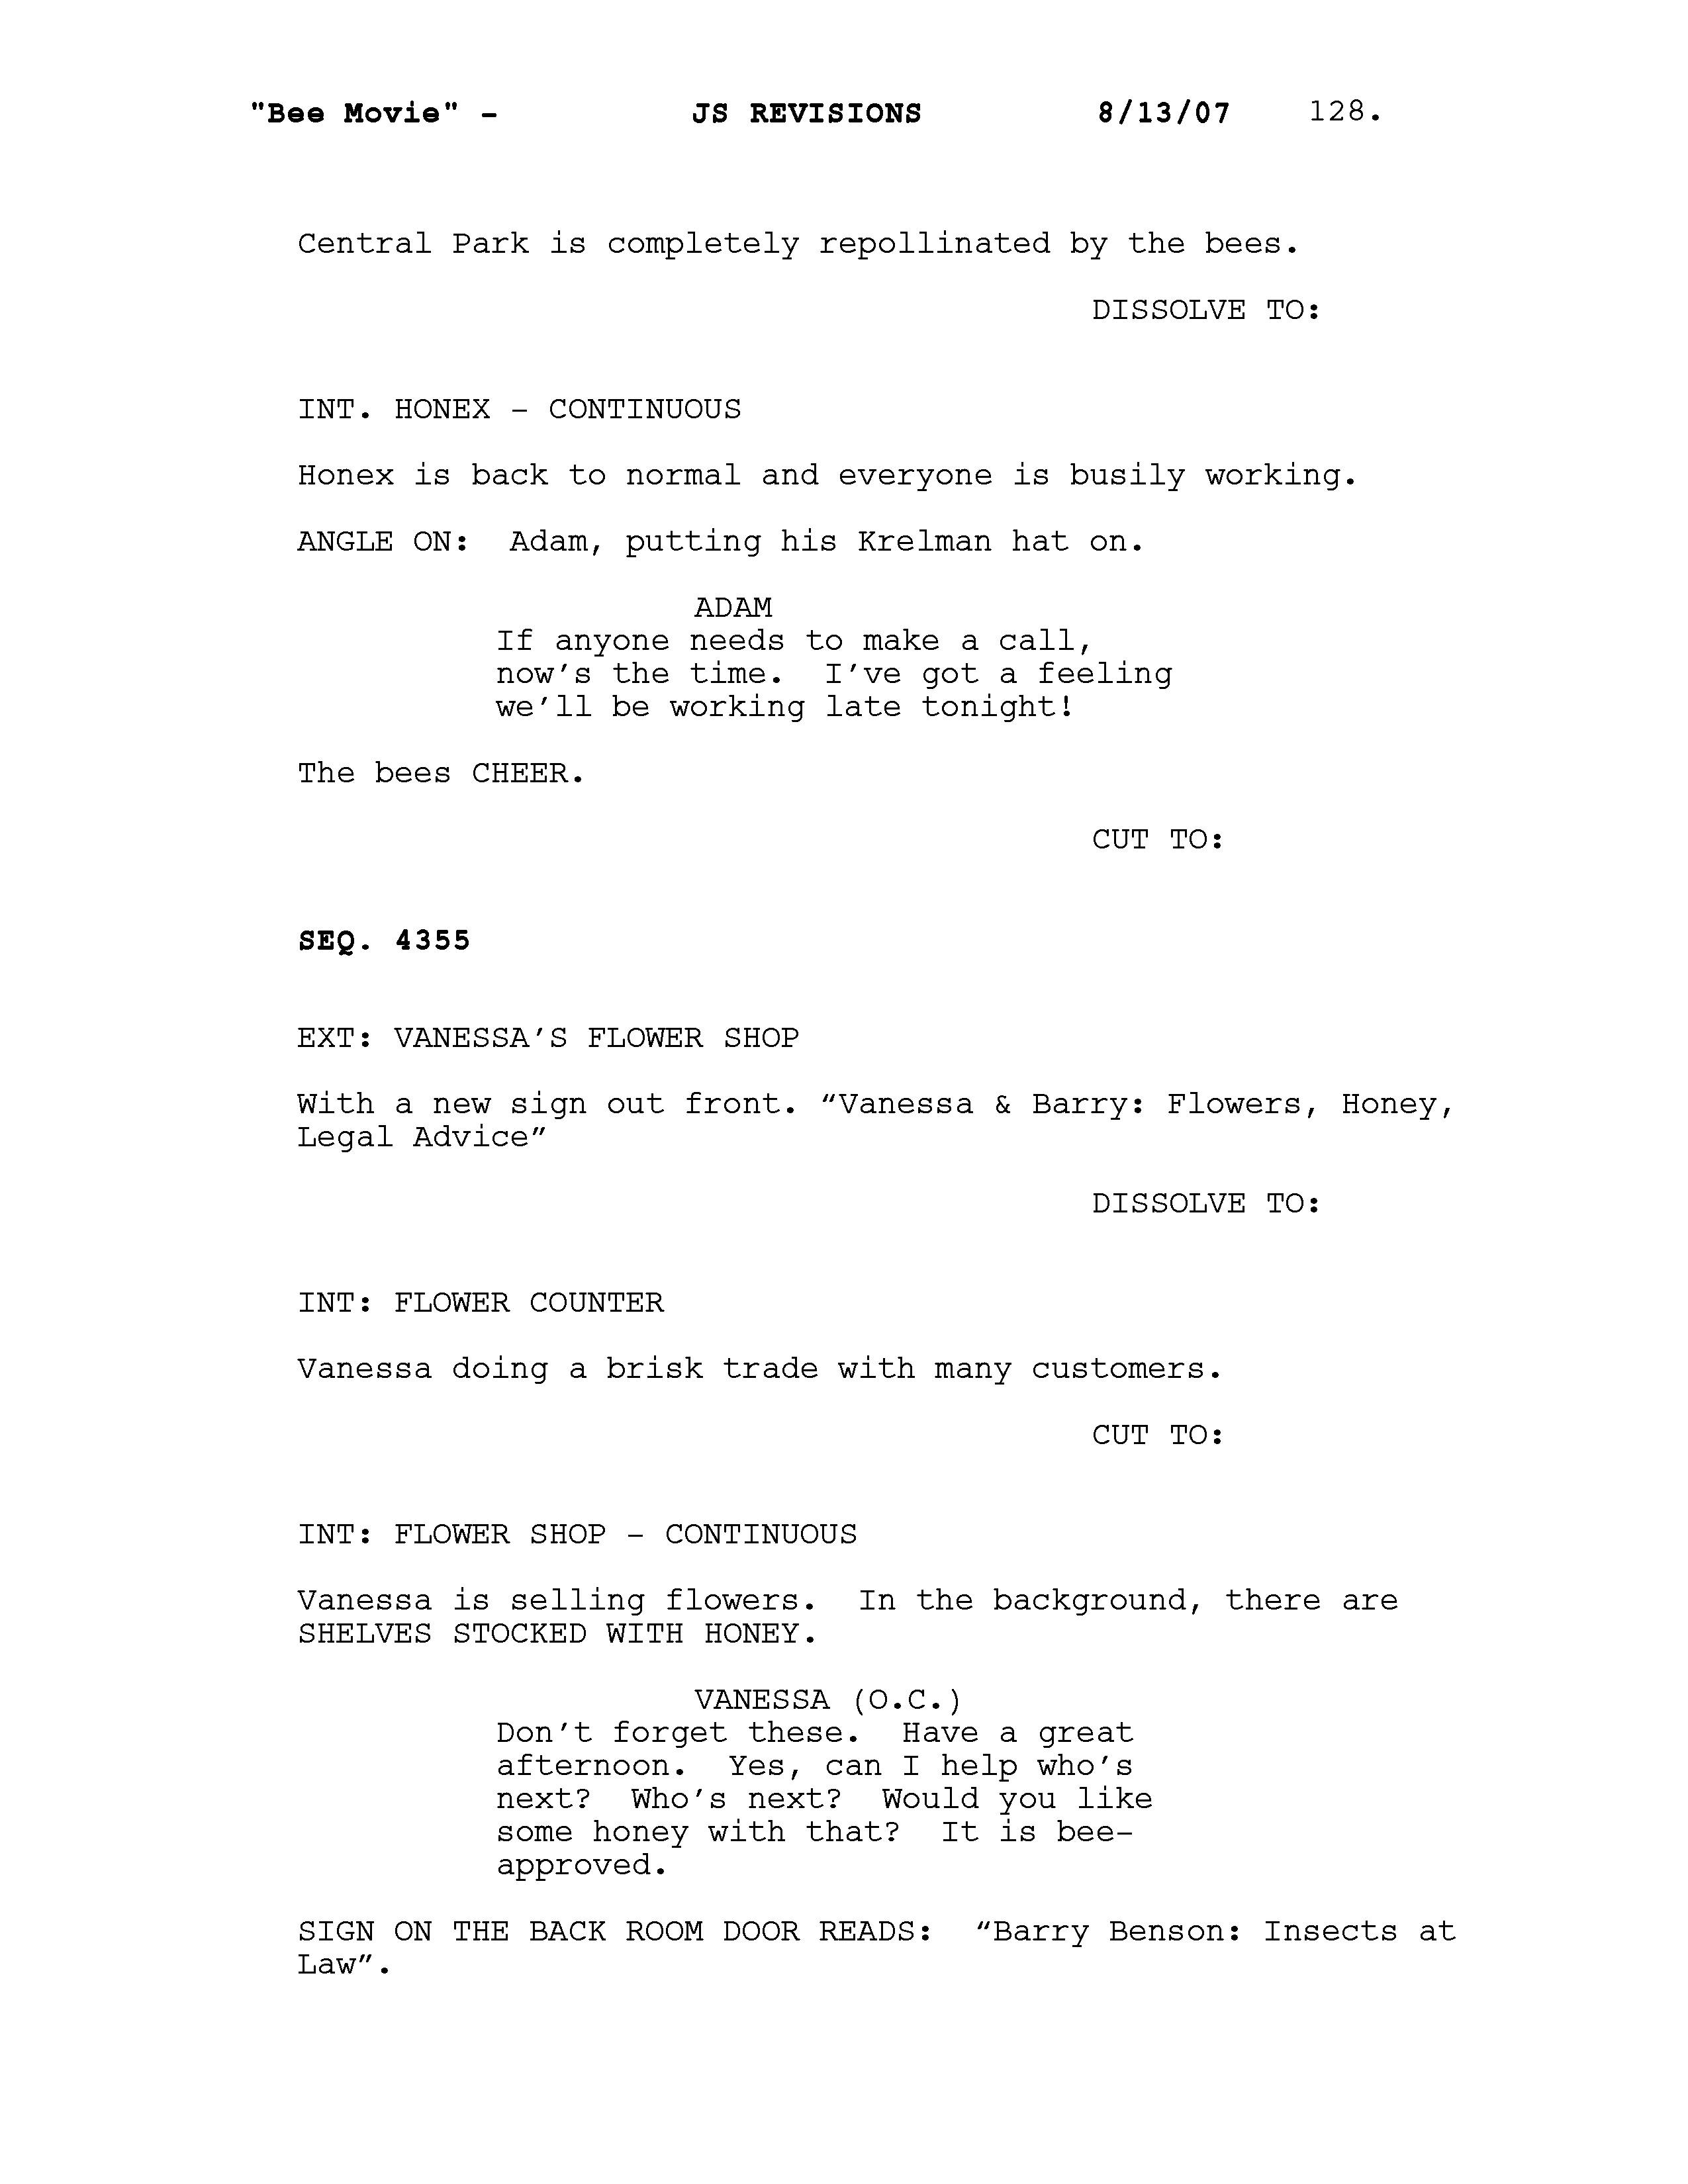 "Bee Movie" - JS REVISIONS 8/13/07 128.
Central Park is completely repollinated by the bees.
DISSOLVE TO:
INT. HONEX - CONTINUOUS
Honex is back to normal and everyone is busily working.
ANGLE ON:  Adam, putting his Krelman hat on.
ADAM
If anyone needs to make a call,
now’s the time.  I’ve got a feeling
we’ll be working late tonight!
The bees CHEER.
CUT TO:
SEQ. 4355
EXT: VANESSA’S FLOWER SHOP
With a new sign out front. “Vanessa & Barry: Flowers, Honey,
Legal Advice”
DISSOLVE TO:
INT: FLOWER COUNTER
Vanessa doing a brisk trade with many customers.
CUT TO:
INT: FLOWER SHOP - CONTINUOUS
Vanessa is selling flowers.  In the background, there are
SHELVES STOCKED WITH HONEY.
VANESSA (O.C.)
Don’t forget these.  Have a great
afternoon.  Yes, can I help who’s
next?  Who’s next?  Would you like
some honey with that?  It is bee-
approved.
SIGN ON THE BACK ROOM DOOR READS:  “Barry Benson: Insects at
Law”.